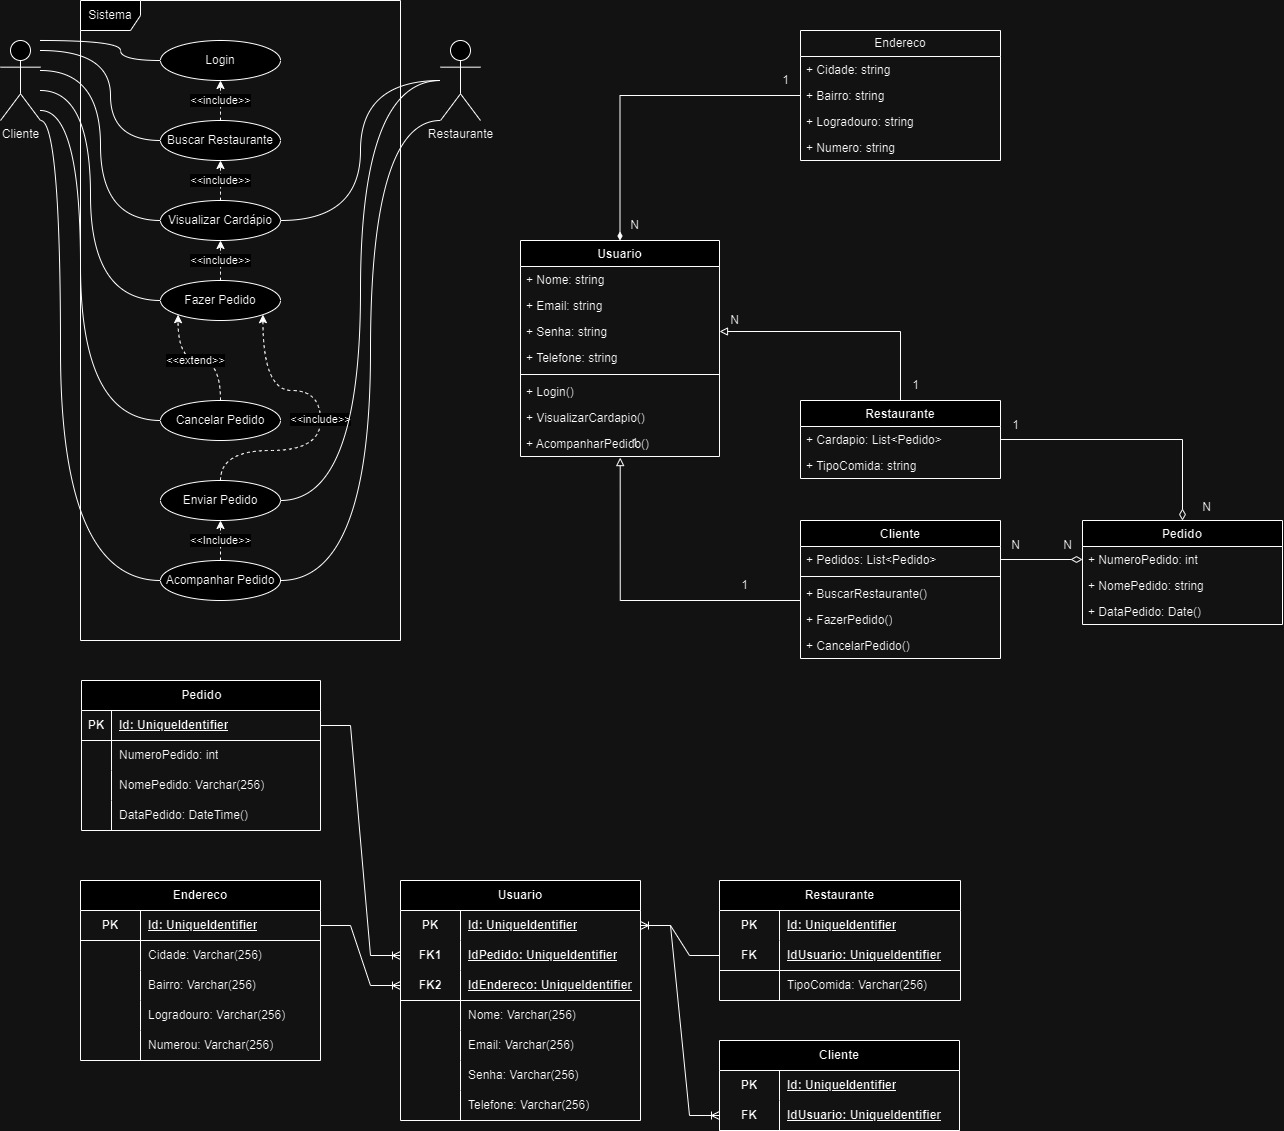 Sistema
Cliente
Restaurante
Login
<<include>>
Buscar Restaurante
<<include>>
Visualizar Cardápio
<<include>>
Fazer Pedido
<<extend>>
Cancelar Pedido
<<include>>
Enviar Pedido
<<Include>>
Acompanhar Pedido
Endereco
+ Cidade: string
+ Bairro: string
+ Logradouro: string
+ Numero: string
1
N
Usuario
+ Nome: string
+ Email: string
+ Senha: string
+ Telefone: string
+ Login()
+ VisualizarCardapio()
+ AcompanharPedido()
N
1
Restaurante
+ Cardapio: List<Pedido>
+ TipoComida: string
1
N
Cliente
+ Pedidos: List<Pedido>
+ BuscarRestaurante()
+ FazerPedido()
+ CancelarPedido()
1
N
N
Pedido
+ NumeroPedido: int
+ NomePedido: string
+ DataPedido: Date()
Pedido
PK Id: UniqueIdentifier
NumeroPedido: int
NomePedido: Varchar(256)
DataPedido: DateTime()
Endereco
PK Id: UniqueIdentifier
Cidade: Varchar(256)
Bairro: Varchar(256)
Logradouro: Varchar(256)
Numerou: Varchar(256)
Usuario
PK Id: UniqueIdentifier
FK1 IdPedido: UniqueIdentifier
FK2 IdEndereco: UniqueIdentifier
Nome: Varchar(256)
Email: Varchar(256)
Senha: Varchar(256)
Telefone: Varchar(256)
Restaurante
PK Id: UniqueIdentifier
FK IdUsuario: UniqueIdentifier
TipoComida: Varchar(256)
Cliente
PK Id: UniqueIdentifier
FK IdUsuario: UniqueIdentifier